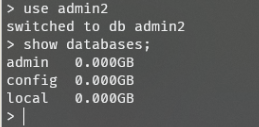 > use admin2
switched to db admin2
> show databases;
admin   0.000GB
config  0.000GB
local   0.000GB
>